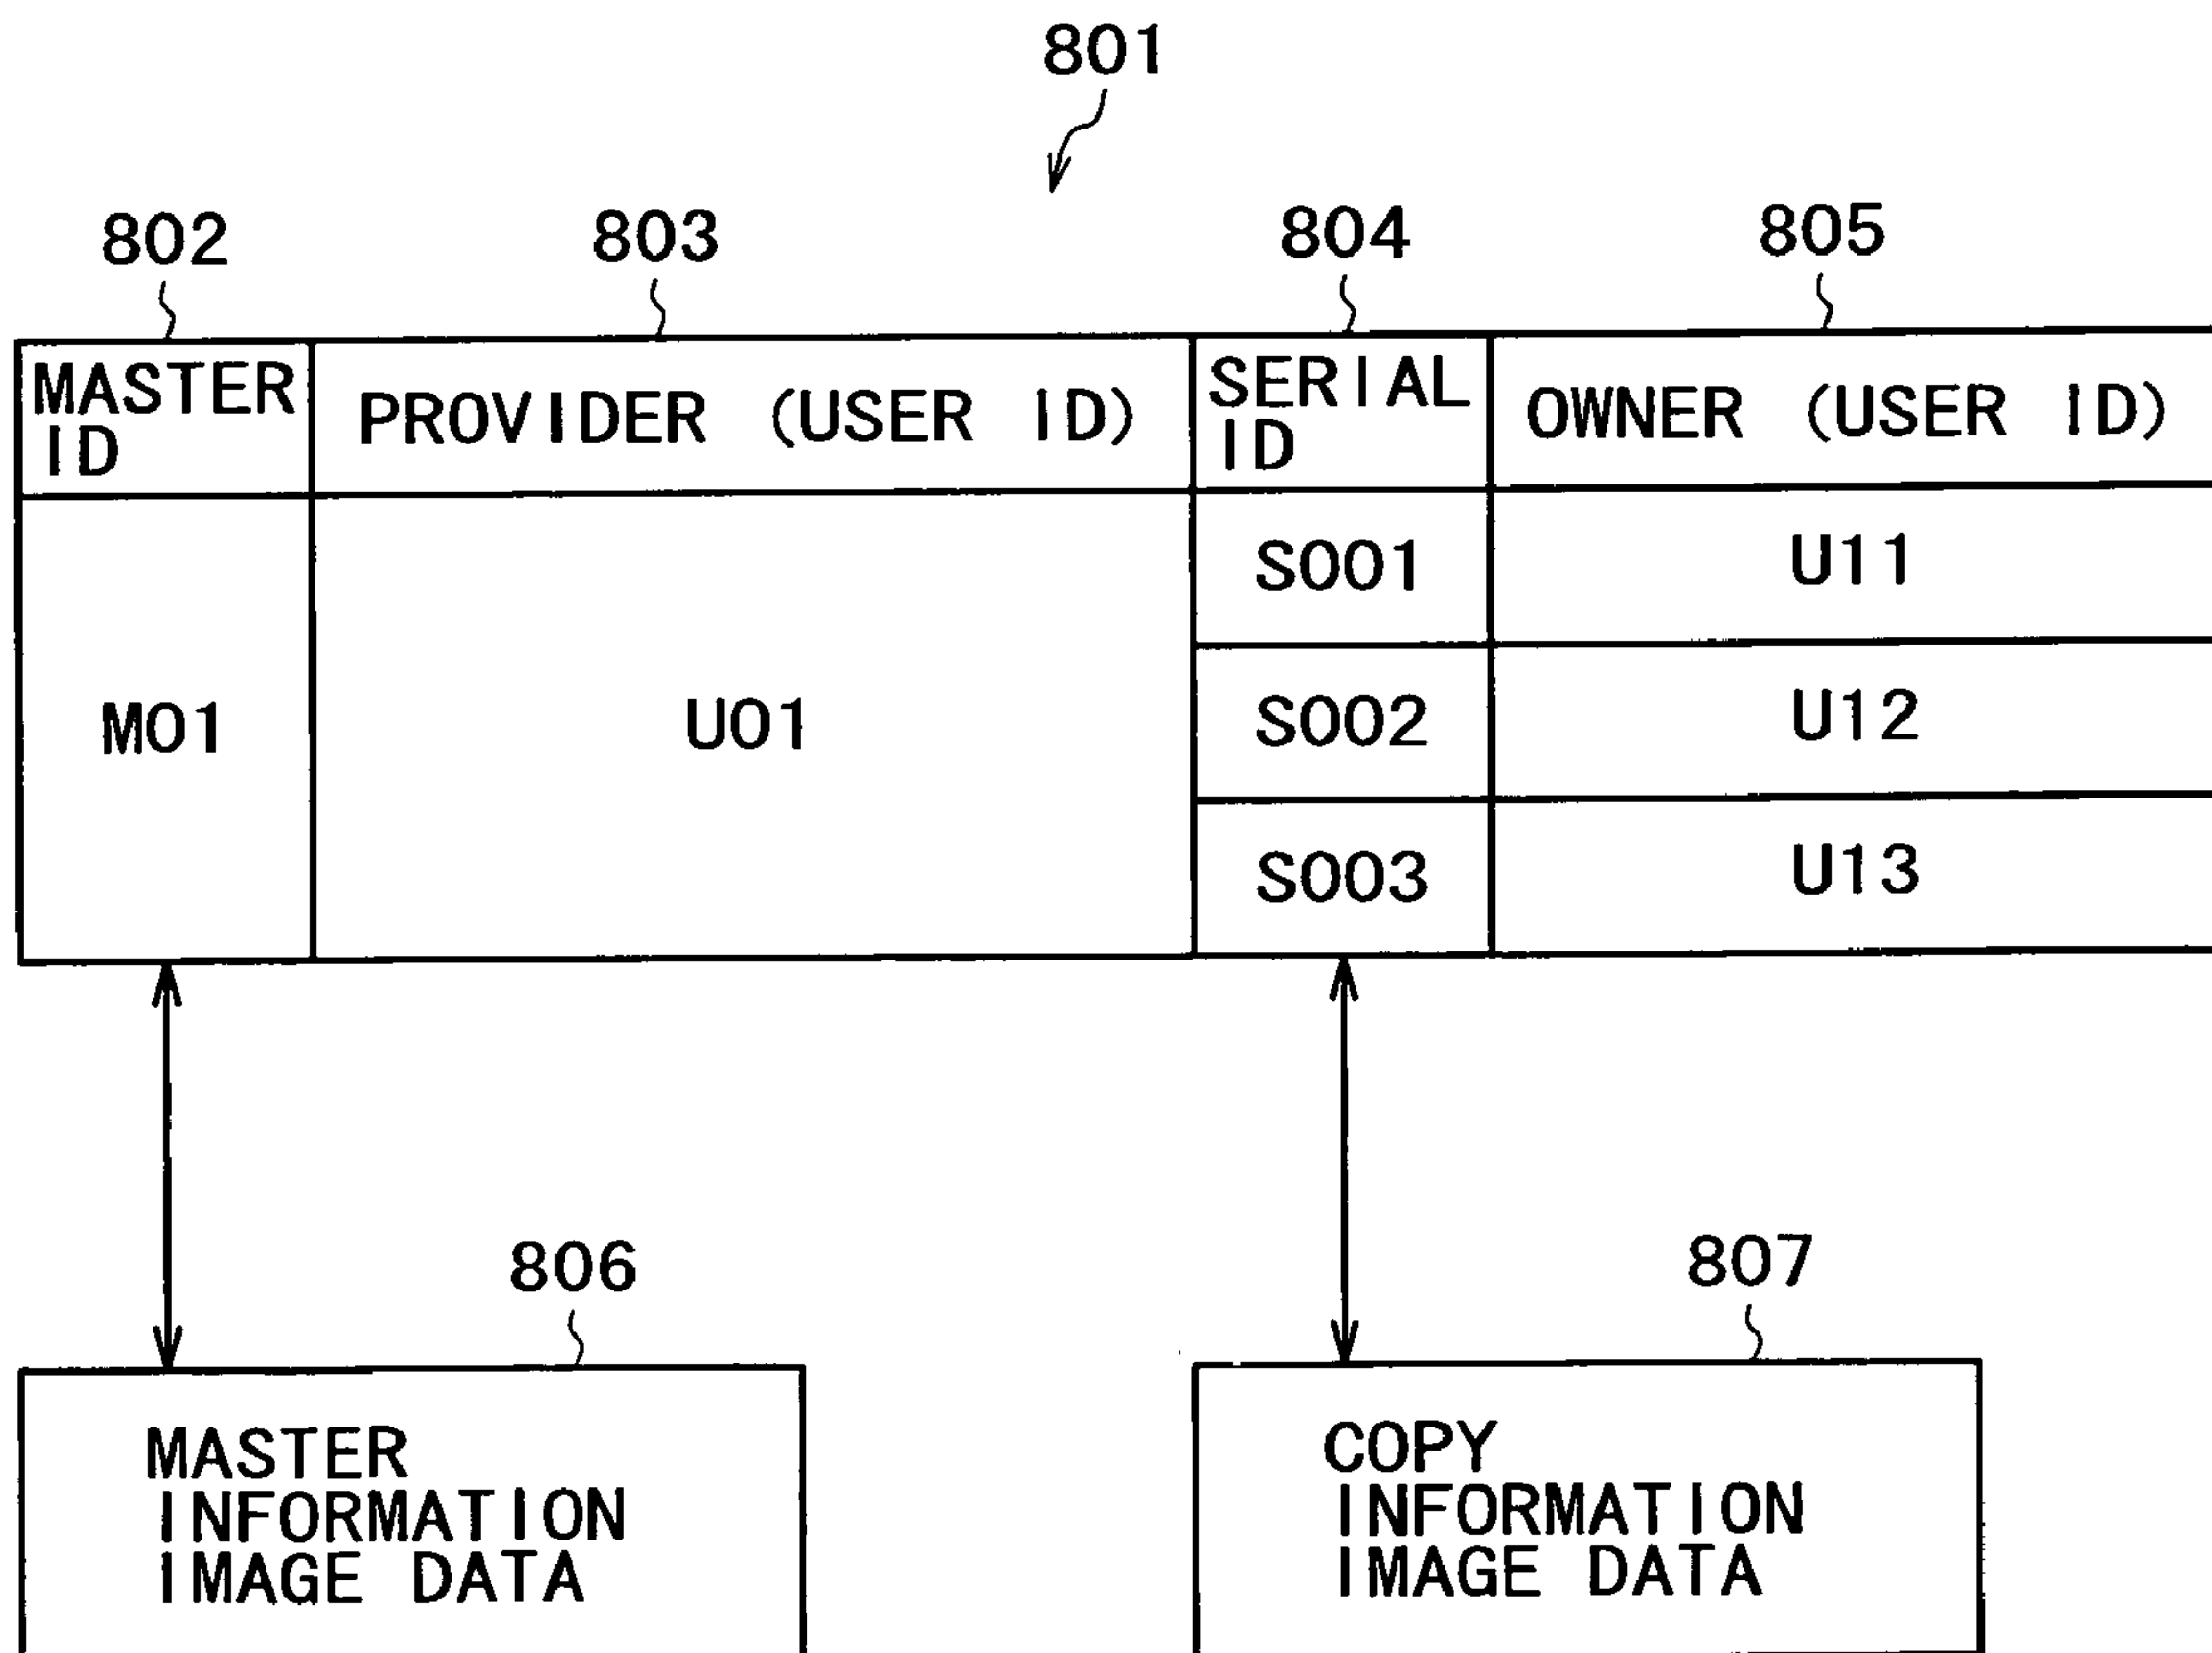 801
802 803 804 805
MASTER ID PROVIDER (USER ID) SERIAL ID OWNER (USER ID)
M01 U01 S001 U11
S002 U12
S003 U13
806 807
MASTER
INFORMATION
IMAGE DATA
COPY
INFORMATION
IMAGE DATA